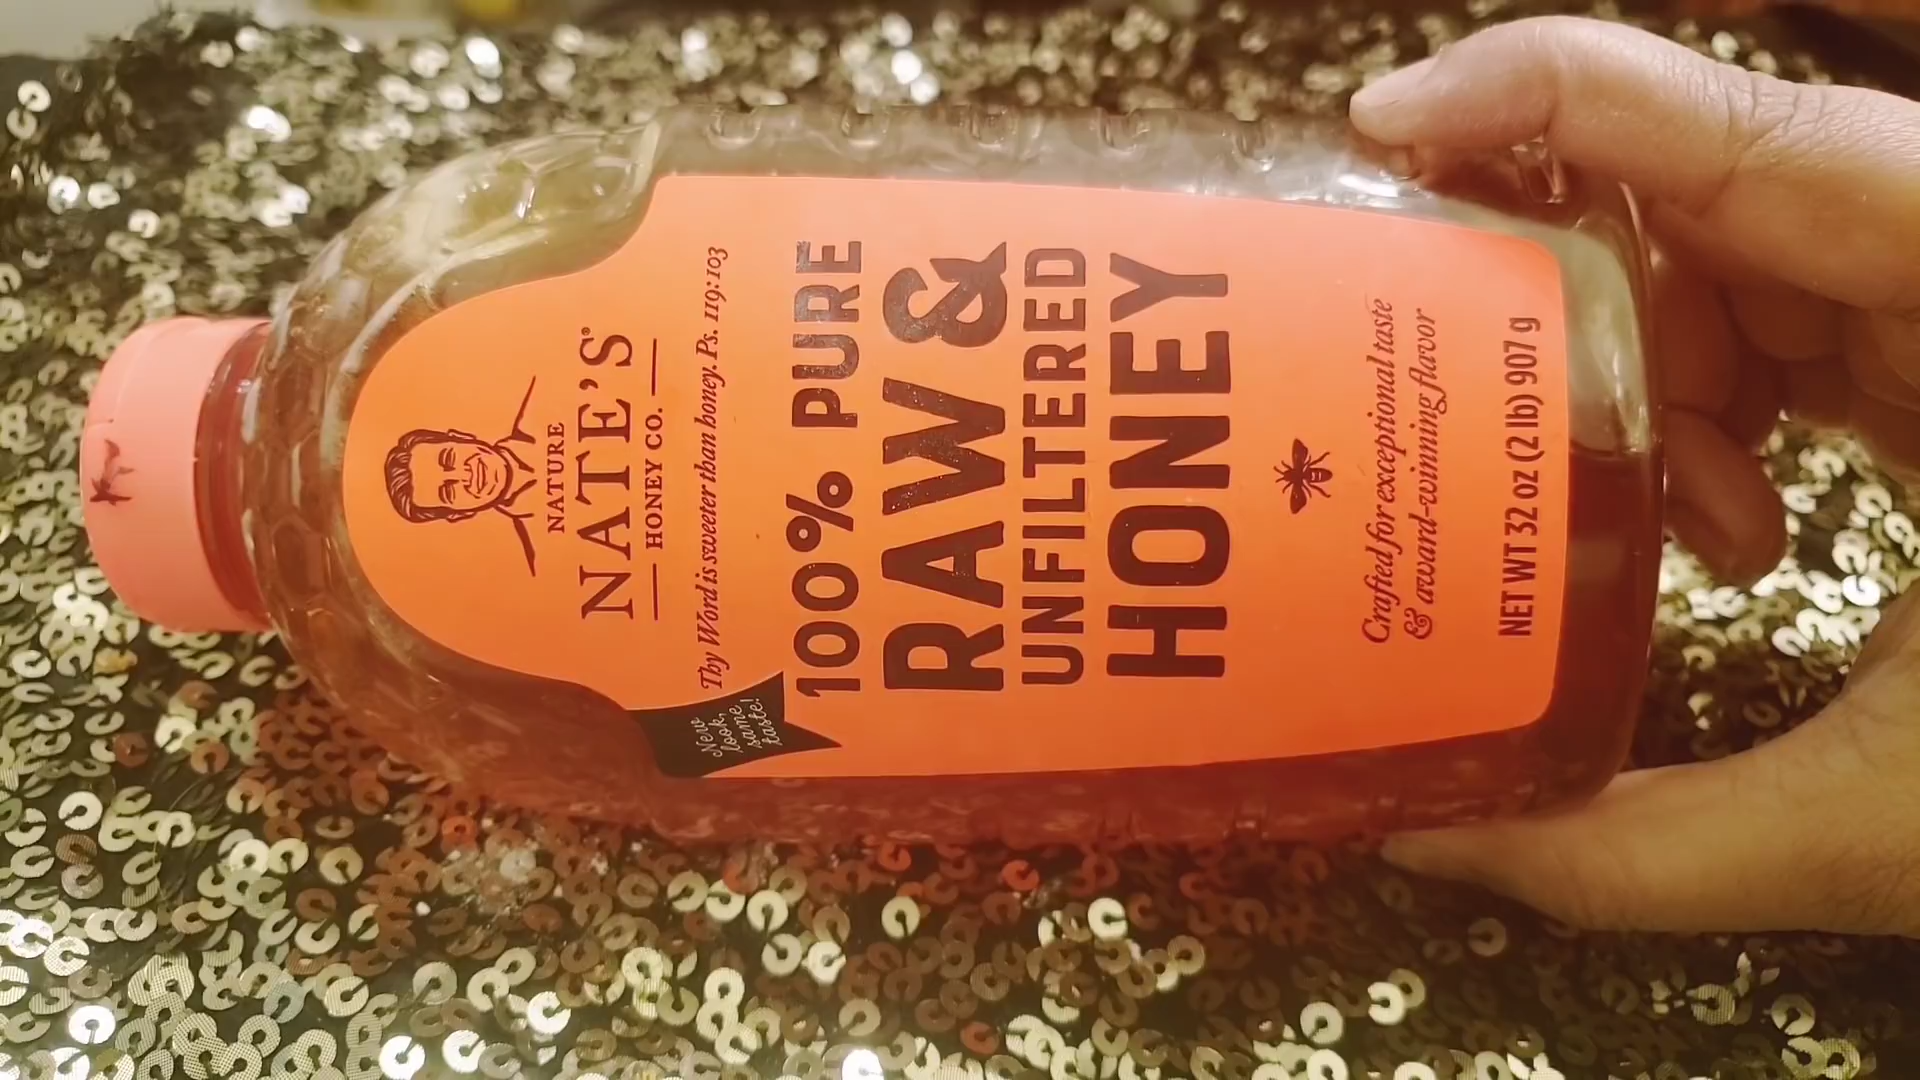 NATURE
NATE'S®
HONEY CO.
Thy Word is sweeter than honey. Ps. 119:103
New
look,
same
taste!
100% PURE
RAW &
UNFILTERED
HONEY
Crafted for exceptional taste
& award-winning flavor
NET WT 32 oz (2 lb) 907 g